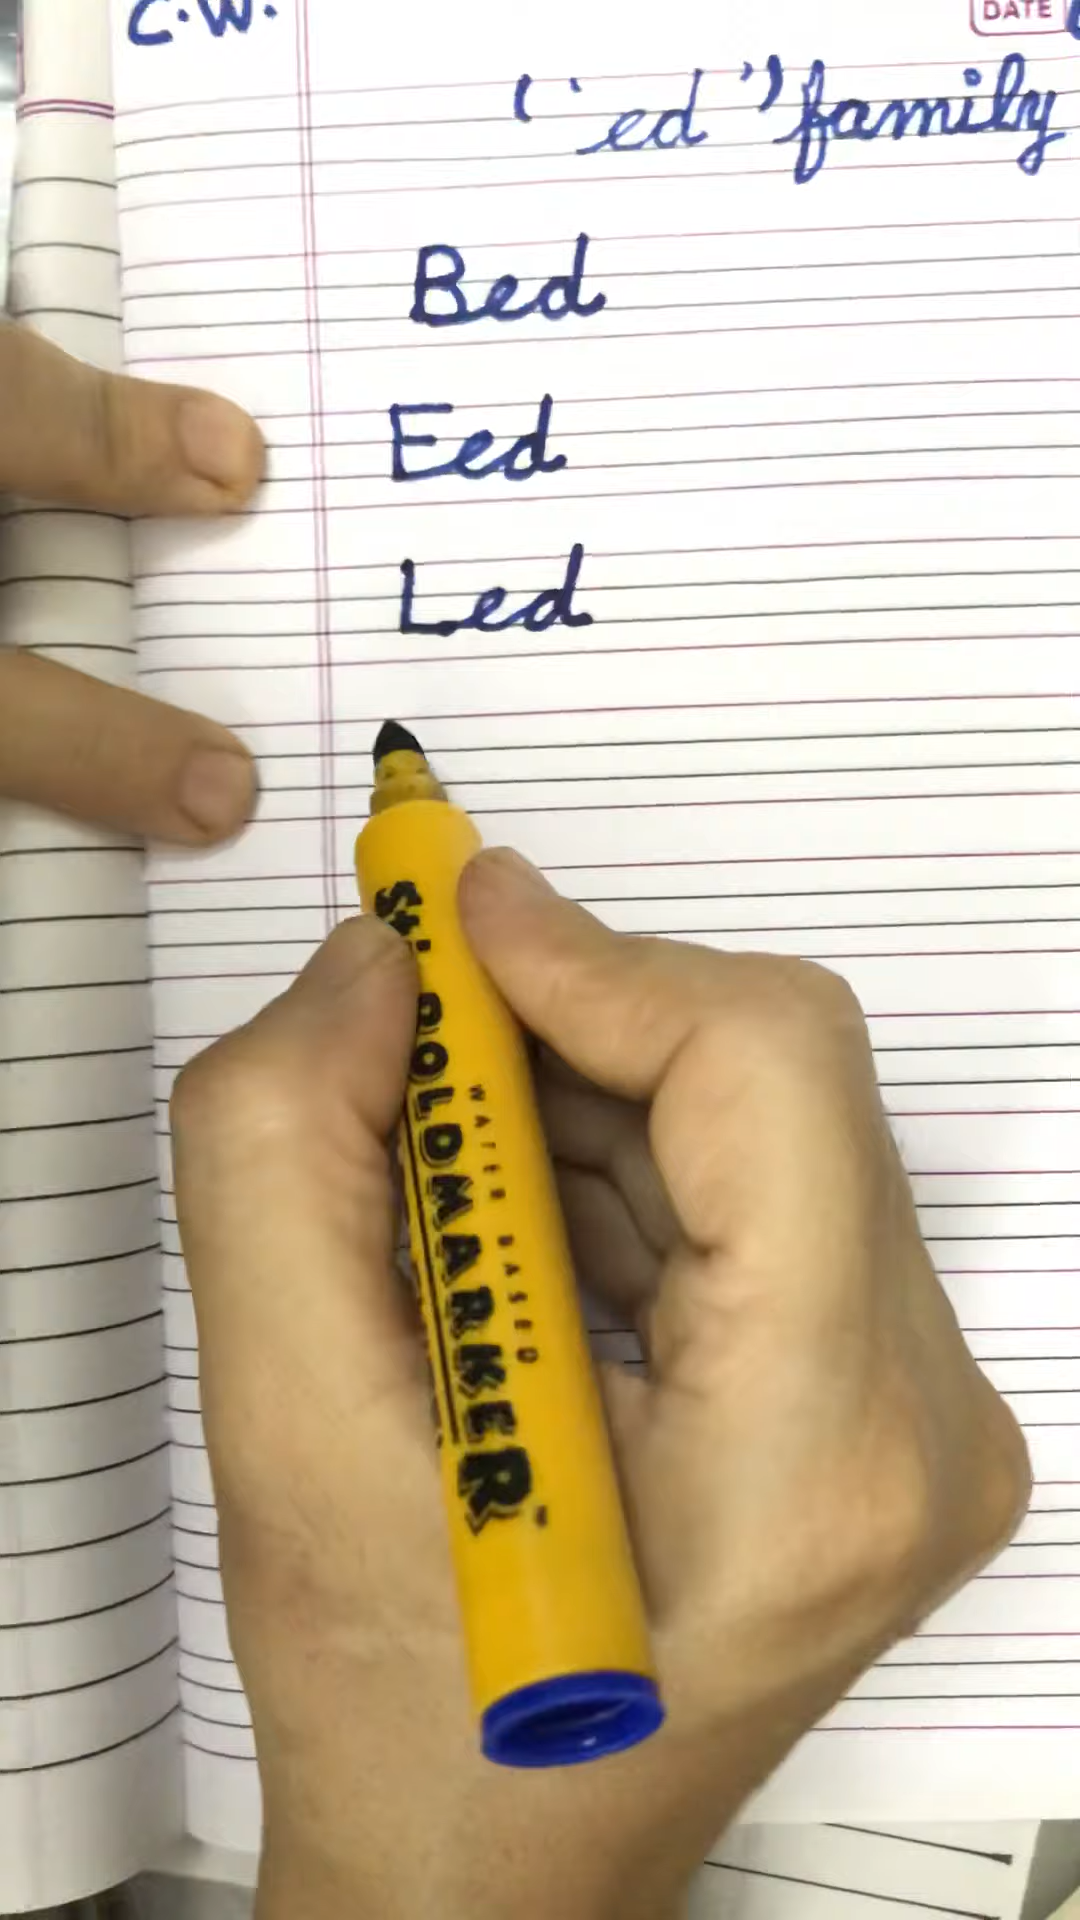 C.W.
DATE
("ed") family
Bed
Eed
Led
BOLDMARKER
WATER BASED